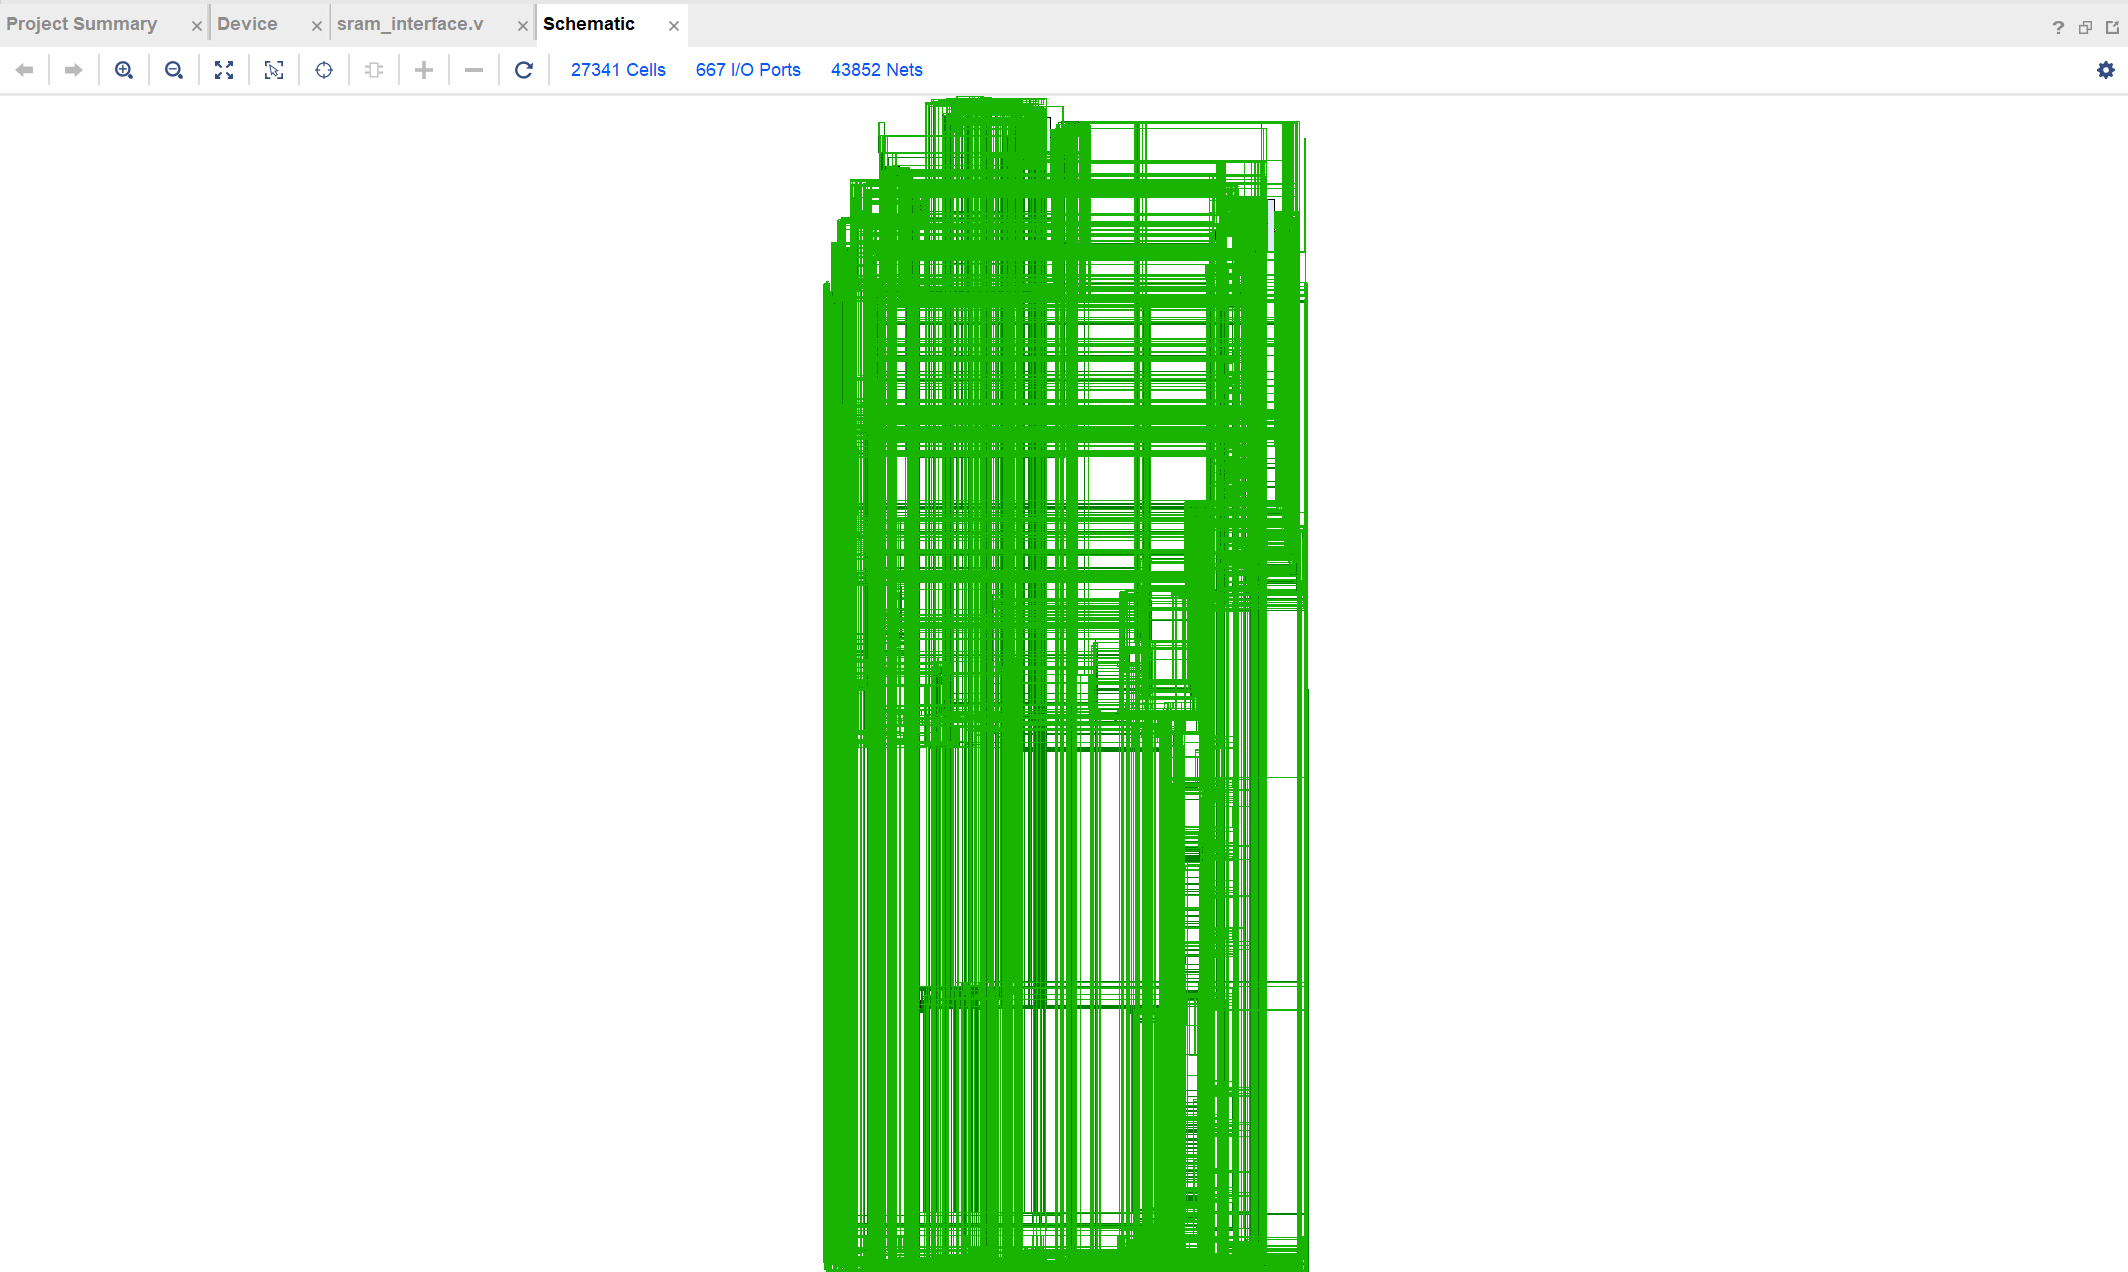 Project Summary
Device
sram_interface.v
Schematic
27341 Cells
667 I/O Ports
43852 Nets